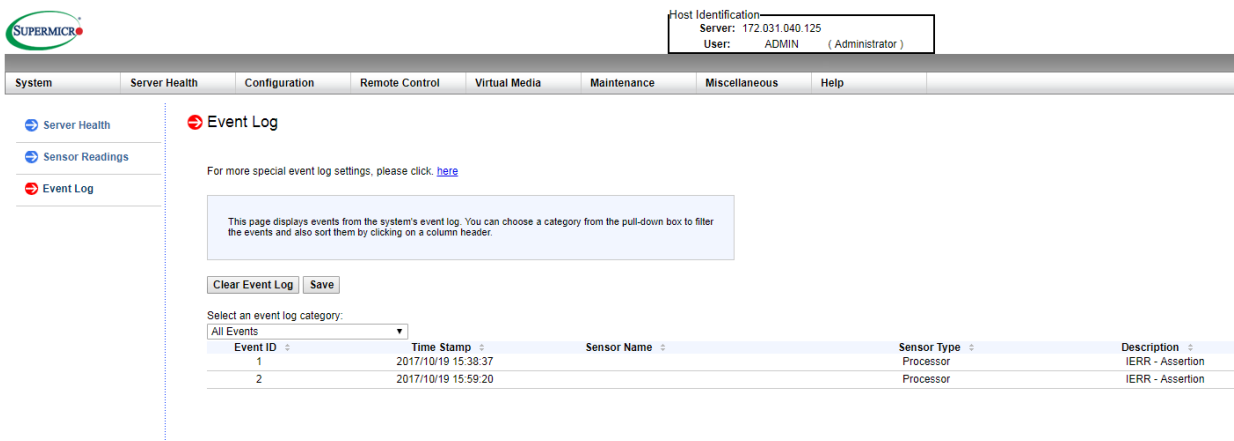 SUPERMICRO
Host Identification
Server: 172.031.040.125
User: ADMIN ( Administrator )
System Server Health Configuration Remote Control Virtual Media Maintenance Miscellaneous Help
Server Health
Sensor Readings
Event Log
Event Log
For more special event log settings, please click. here
This page displays events from the system's event log. You can choose a category from the pull-down box to filter
the events and also sort them by clicking on a column header.
Clear Event Log Save
Select an event log category:
All Events
Event ID Time Stamp Sensor Name Sensor Type Description
1 2017/10/19 15:38:37 Processor IERR - Assertion
2 2017/10/19 15:59:20 Processor IERR - Assertion